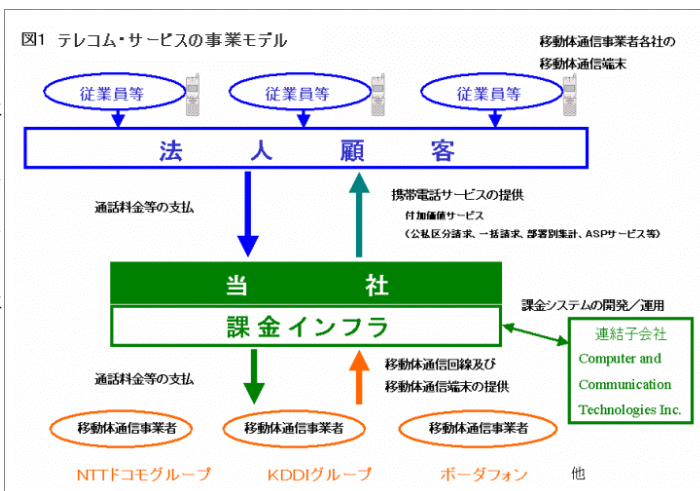 図1 テレコム・サービスの事業モデル
移動体通信事業者各社の
移動体通信端末
従業員等
従業員等
従業員等
法人顧客
通話料金等の支払
携帯電話サービスの提供
付加価値サービス
（公私区分請求、一括請求、部署別集計、ASPサービス等）
当社
課金インフラ
課金システムの開発／運用
連結子会社
Computer and
Communication
Technologies Inc.
通話料金等の支払
移動体通信回線及び
移動体通信端末の提供
移動体通信事業者
移動体通信事業者
移動体通信事業者
NTTドコモグループ
KDDIグループ
ボーダフォン
他